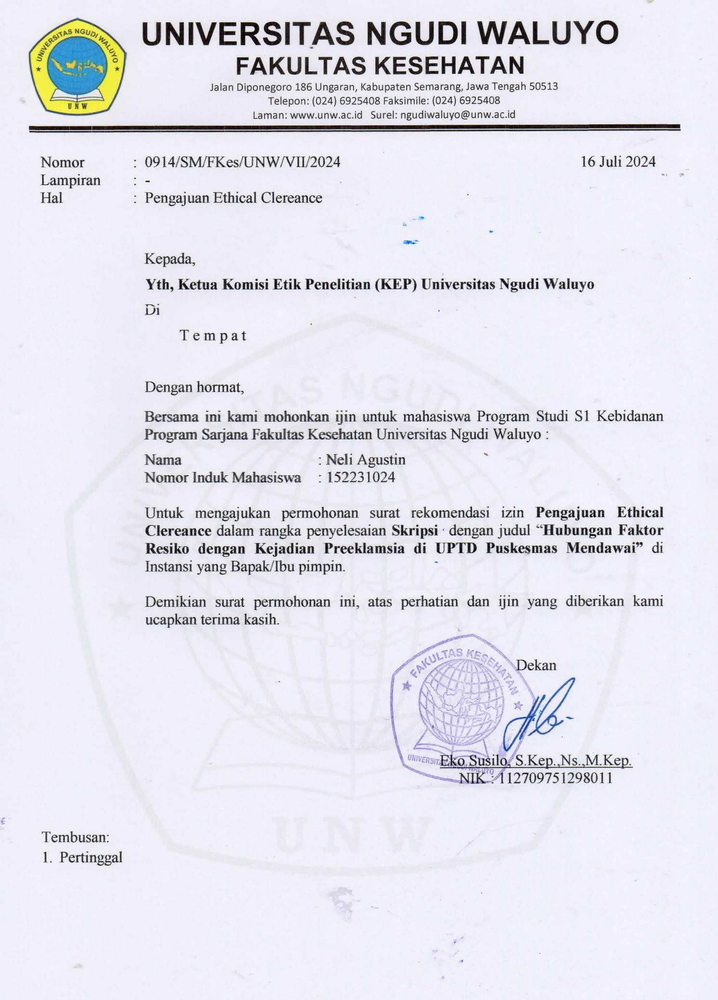 UNIVERSITAS NGUDI WALUYO
UNW
UNIVERSITAS NGUDI WALUYO
FAKULTAS KESEHATAN
Jalan Diponegoro 186 Ungaran, Kabupaten Semarang, Jawa Tengah 50513
Telepon: (024) 6925408 Faksimile: (024) 6925408
Laman: www.unw.ac.id Surel: ngudiwaluyo@unw.ac.id
Nomor : 0914/SM/FKes/UNW/VII/2024 16 Juli 2024
Lampiran : -
Hal : Pengajuan Ethical Clereance
Kepada,
Yth, Ketua Komisi Etik Penelitian (KEP) Universitas Ngudi Waluyo
Di
T e m p a t
Dengan hormat,
Bersama ini kami mohonkan ijin untuk mahasiswa Program Studi S1 Kebidanan
Program Sarjana Fakultas Kesehatan Universitas Ngudi Waluyo :
Nama : Neli Agustin
Nomor Induk Mahasiswa : 152231024
Untuk mengajukan permohonan surat rekomendasi izin Pengajuan Ethical
Clereance dalam rangka penyelesaian Skripsi dengan judul “Hubungan Faktor
Resiko dengan Kejadian Preeklamsia di UPTD Puskesmas Mendawai” di
Instansi yang Bapak/Ibu pimpin.
Demikian surat permohonan ini, atas perhatian dan ijin yang diberikan kami
ucapkan terima kasih.
Dekan
FAKULTAS KESEHATAN
UNIVERSITAS NGUDI WALUYO
Eko Susilo, S.Kep.,Ns.,M.Kep.
NIK : 112709751298011
Tembusan:
1. Pertinggal
UNIVERSITAS NGUDI WALUYO
UNW